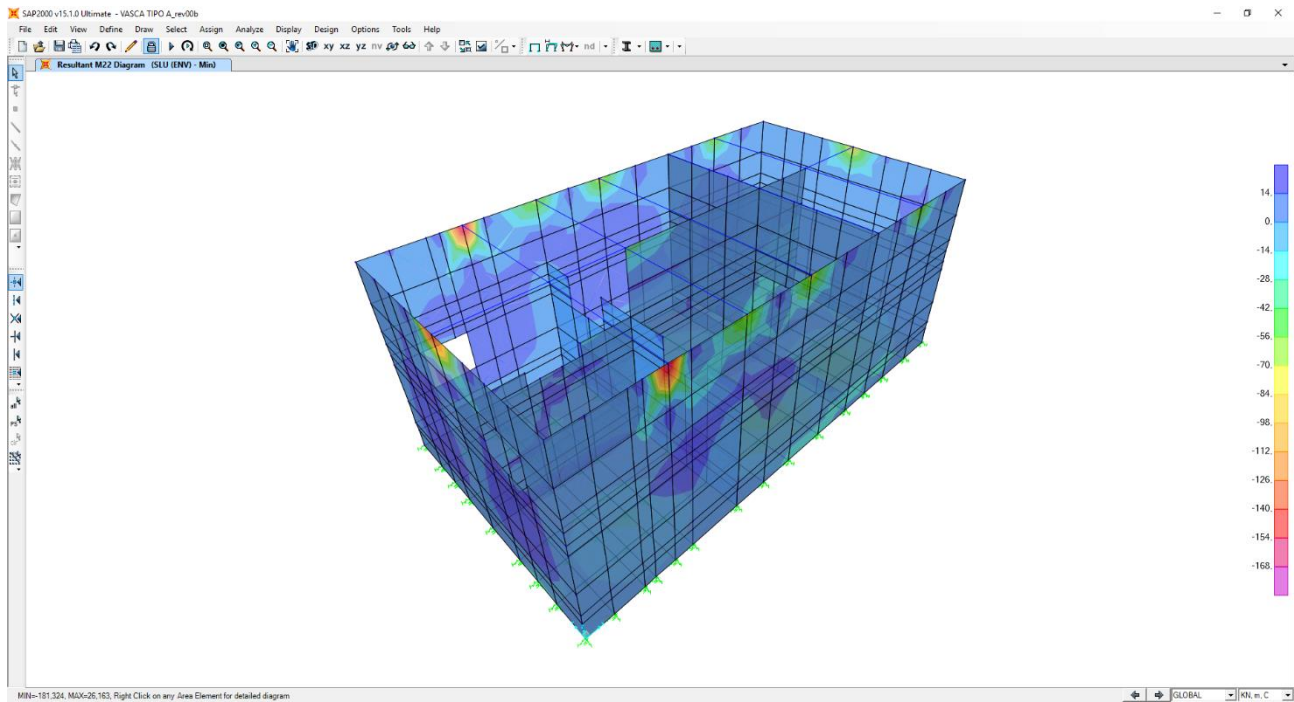 SAP2000 v15.1.0 Ultimate - VASCA TIPO A_rev00b
File Edit View Define Draw Select Assign Analyze Display Design Options Tools Help
3D xy xz yz nv nd
Resultant M22 Diagram (SLU (ENV) - Min)
14,
0,
-14,
-28,
-42,
-56,
-70,
-84,
-98,
-112,
-126,
-140,
-154,
-168,
MIN=-181,324, MAX=26,163, Right Click on any Area Element for detailed diagram
GLOBAL
KN, m, C